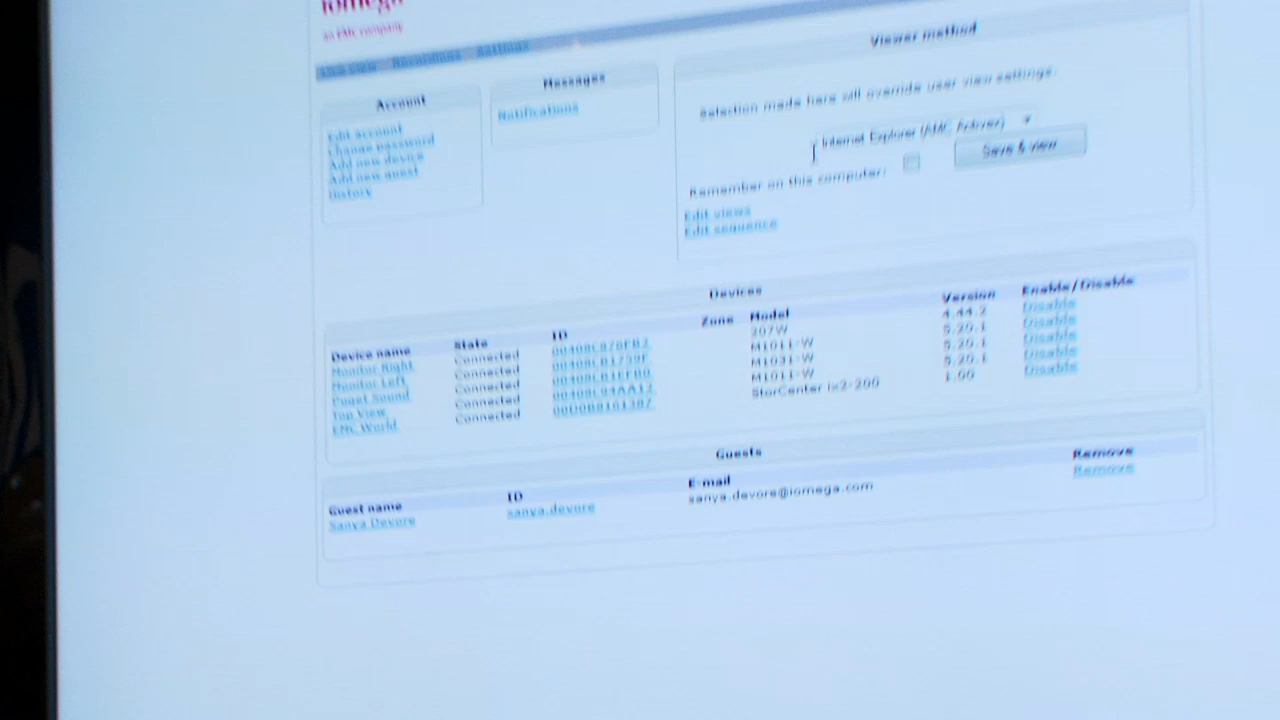 iomega
an EMC company
Live view Recordings Settings
Account
Edit account
Change password
Add new device
Add new guest
History
Messages
Notifications
Viewer method
Selection made here will override user view settings.
Internet Explorer (AMC, ActiveX)
Save & view
Remember on this computer:
Edit views
Edit sequence
Devices
Device name State ID Zone Model Version Enable/Disable
Monitor Right Connected 207W 4.44.2 Disable
Monitor Left Connected M1011-W 5.20.1 Disable
Puget Sound Connected M1031-W 5.20.1 Disable
Top View Connected M1011-W 5.20.1 Disable
EMC World Connected StorCenter ix2-200 1.00 Disable
Guests
Guest name ID E-mail Remove
Sanya Devore sanya.devore sanya.devore@iomega.com Remove